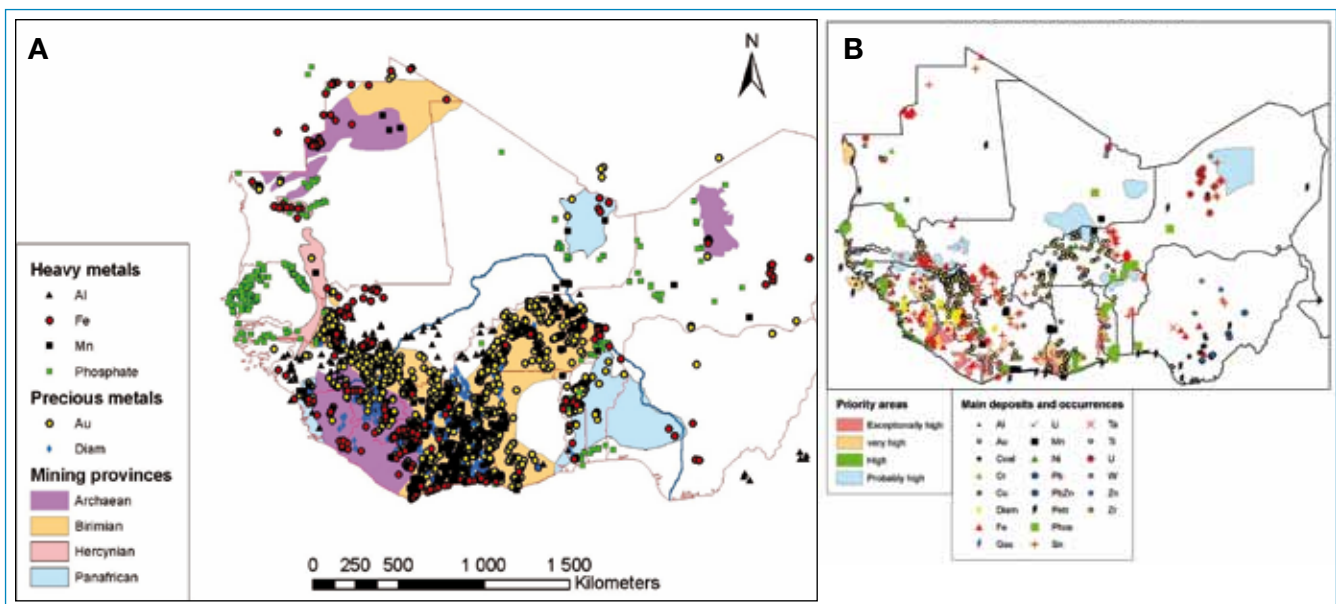 A
N
Heavy metals
Al
Fe
Mn
Phosphate
Precious metals
Au
Diam
Mining provinces
Archaean
Birimian
Hercynian
Panafrican
0 250 500 1 000 1 500
Kilometers
B
Priority areas
Exceptionally high
very high
High
Probably high
Main deposits and occurrences
Al Li Ta
Au Mn Ti
Coal Ni U
Cr Pb W
Cu PbZn Zn
Diam Petr Zr
Fe Phos
Gas Sn